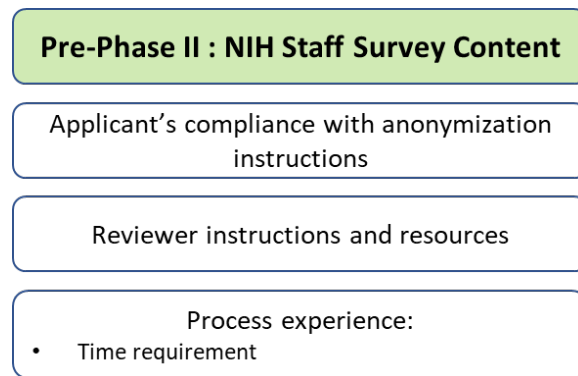 Pre-Phase II : NIH Staff Survey Content
Applicant’s compliance with anonymization
instructions
Reviewer instructions and resources
Process experience:
• Time requirement